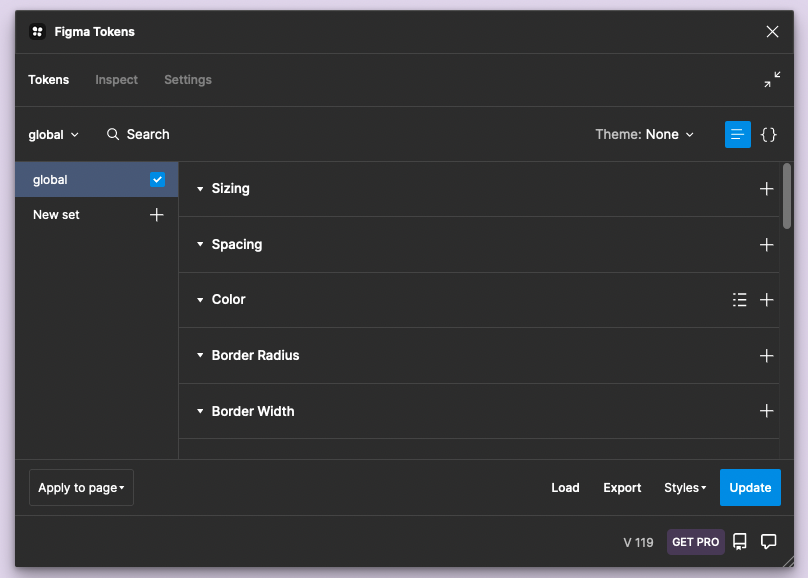 Figma Tokens
Tokens Inspect Settings
global Search Theme: None {}
global
New set
Sizing
Spacing
Color
Border Radius
Border Width
Apply to page Load Export Styles Update
V 119 GET PRO